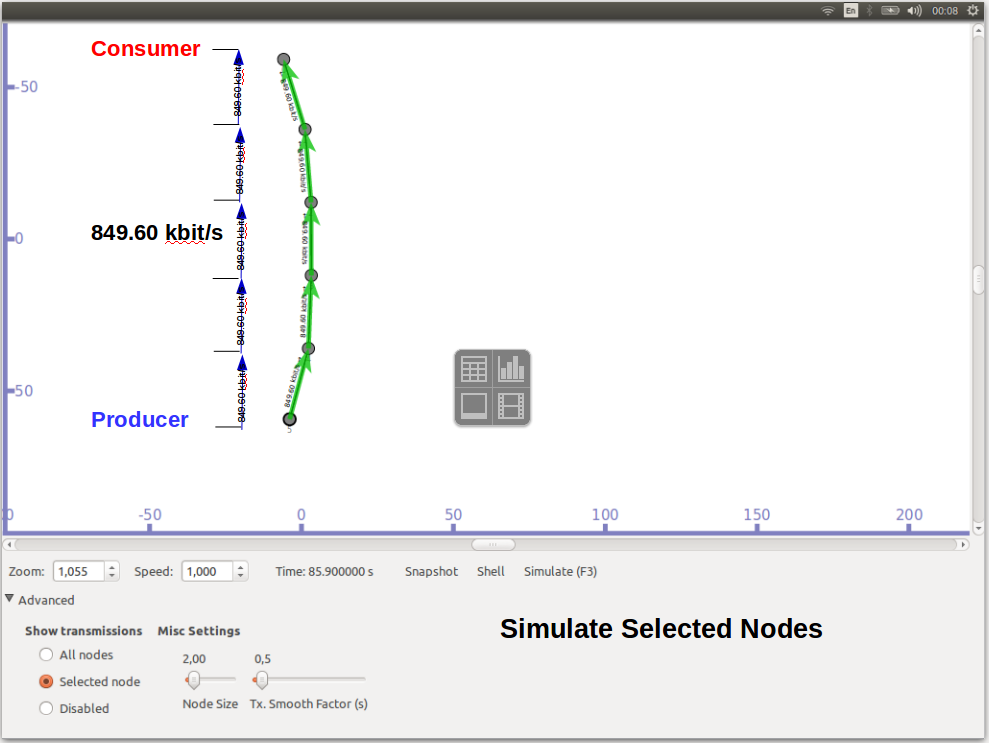 En 00:08
Consumer
849.60 kbit/s
849.60 kbit/s
-50
849.60 kbit/s
849.60 kbit/s
849.60 kbit/s
0
849.60 kbit/s
849.60 kbit/s
849.60 kbit/s
849.60 kbit/s
50
849.60 kbit/s
849.60 kbit/s
Producer
5
0 -50 0 50 100 150 200
Zoom: 1,055 Speed: 1,000 Time: 85.900000 s Snapshot Shell Simulate (F3)
Advanced
Simulate Selected Nodes
Show transmissions Misc Settings
All nodes 2,00 0,5
Selected node
Node Size Tx. Smooth Factor (s)
Disabled